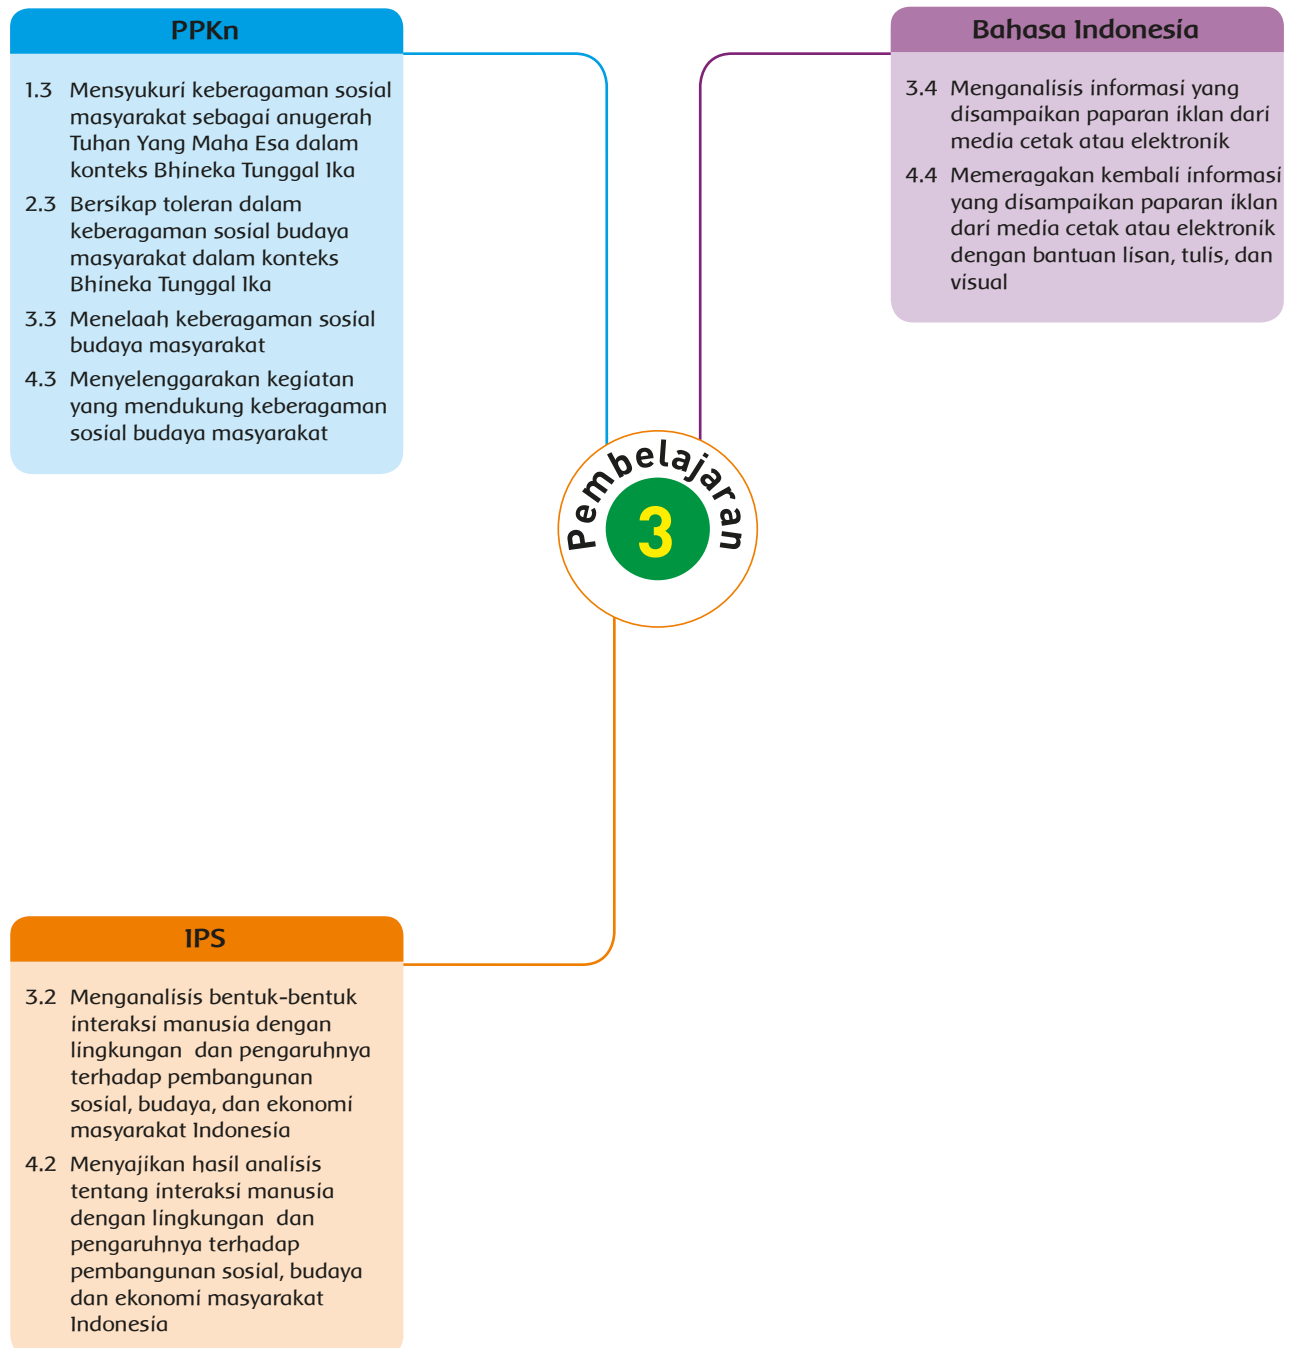 PPKn
1.3 Mensyukuri keberagaman sosial
masyarakat sebagai anugerah
Tuhan Yang Maha Esa dalam
konteks Bhineka Tunggal Ika
2.3 Bersikap toleran dalam
keberagaman sosial budaya
masyarakat dalam konteks
Bhineka Tunggal Ika
3.3 Menelaah keberagaman sosial
budaya masyarakat
4.3 Menyelenggarakan kegiatan
yang mendukung keberagaman
sosial budaya masyarakat
Bahasa Indonesia
3.4 Menganalisis informasi yang
disampaikan paparan iklan dari
media cetak atau elektronik
4.4 Memeragakan kembali informasi
yang disampaikan paparan iklan
dari media cetak atau elektronik
dengan bantuan lisan, tulis, dan
visual
Pembelajaran
3
IPS
3.2 Menganalisis bentuk-bentuk
interaksi manusia dengan
lingkungan dan pengaruhnya
terhadap pembangunan
sosial, budaya, dan ekonomi
masyarakat Indonesia
4.2 Menyajikan hasil analisis
tentang interaksi manusia
dengan lingkungan dan
pengaruhnya terhadap
pembangunan sosial, budaya
dan ekonomi masyarakat
Indonesia